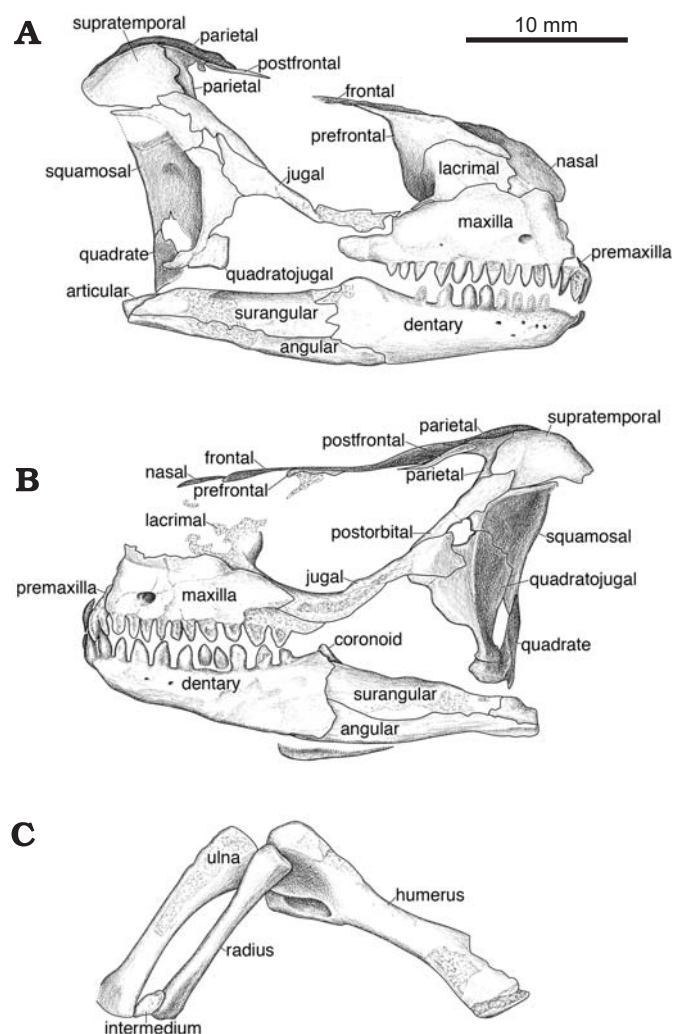 A
supratemporal
parietal
10 mm
postfrontal
parietal
frontal
prefrontal
nasal
lacrimal
squamosal
jugal
maxilla
premaxilla
quadrate
quadratojugal
articular
surangular
dentary
angular
B
parietal
supratemporal
postfrontal
frontal
nasal
parietal
prefrontal
lacrimal
postorbital
squamosal
jugal
quadratojugal
premaxilla
maxilla
coronoid
quadrate
dentary
surangular
angular
C
ulna
humerus
radius
intermedium